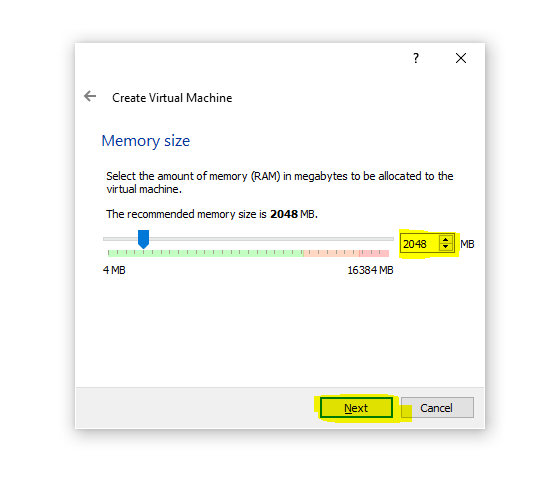 ?
Create Virtual Machine
Memory size
Select the amount of memory (RAM) in megabytes to be allocated to the
virtual machine.
The recommended memory size is 2048 MB.
2048 MB
4 MB 16384 MB
Next Cancel